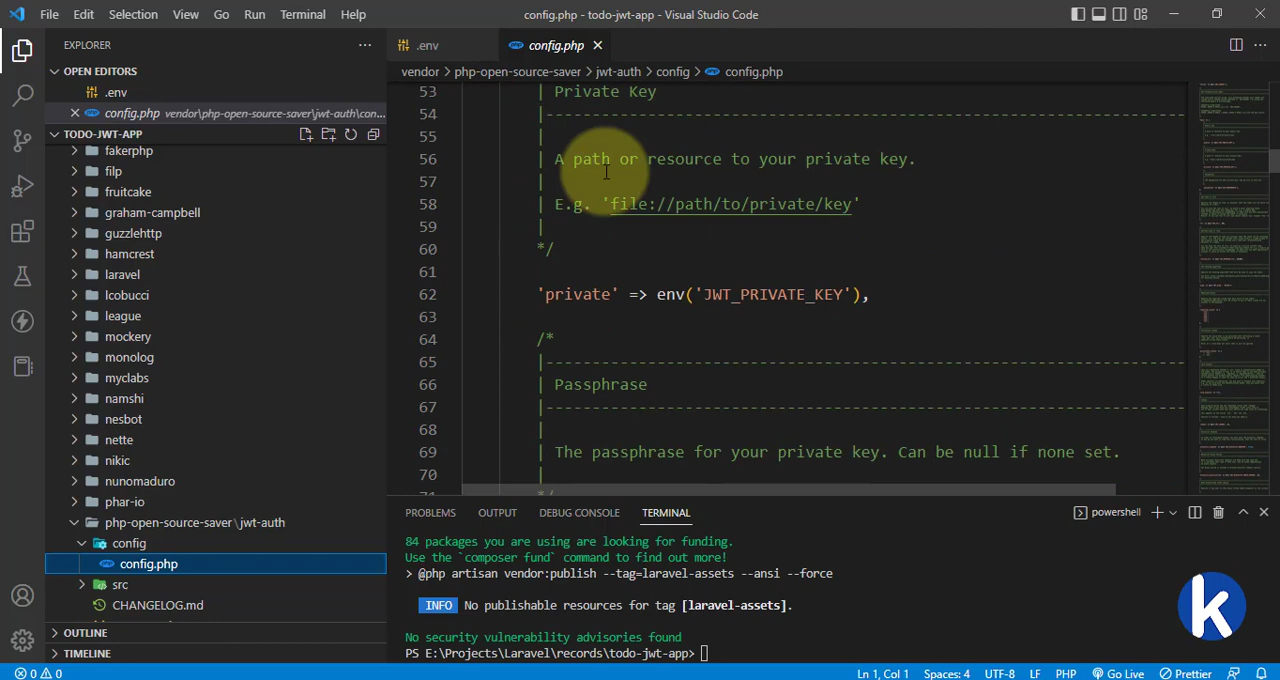 File Edit Selection View Go Run Terminal Help
config.php - todo-jwt-app - Visual Studio Code
EXPLORER
OPEN EDITORS
.env
config.php vendor\php-open-source-saver\jwt-auth\con...
TODO-JWT-APP
fakerphp
filp
fruitcake
graham-campbell
guzzlehttp
hamcrest
laravel
lcobucci
league
mockery
monolog
myclabs
namshi
nesbot
nette
nikic
nunomaduro
phar-io
php-open-source-saver\jwt-auth
config
config.php
src
CHANGELOG.md
OUTLINE
TIMELINE
.env
config.php
vendor > php-open-source-saver > jwt-auth > config > config.php
53 | Private Key
54 |--------------------------------------------------------------------
55 |
56 | A path or resource to your private key.
57 |
58 | E.g. 'file://path/to/private/key'
59 |
60 */
61
62 'private' => env('JWT_PRIVATE_KEY'),
63
64 /*
65 |--------------------------------------------------------------------
66 | Passphrase
67 |--------------------------------------------------------------------
68 |
69 | The passphrase for your private key. Can be null if none set.
70 |
PROBLEMS OUTPUT DEBUG CONSOLE TERMINAL
powershell
84 packages you are using are looking for funding.
Use the `composer fund` command to find out more!
> @php artisan vendor:publish --tag=laravel-assets --ansi --force
INFO No publishable resources for tag [laravel-assets].
No security vulnerability advisories found
PS E:\Projects\Laravel\records\todo-jwt-app>
k
0 0
Ln 1, Col 1 Spaces: 4 UTF-8 LF PHP Go Live Prettier